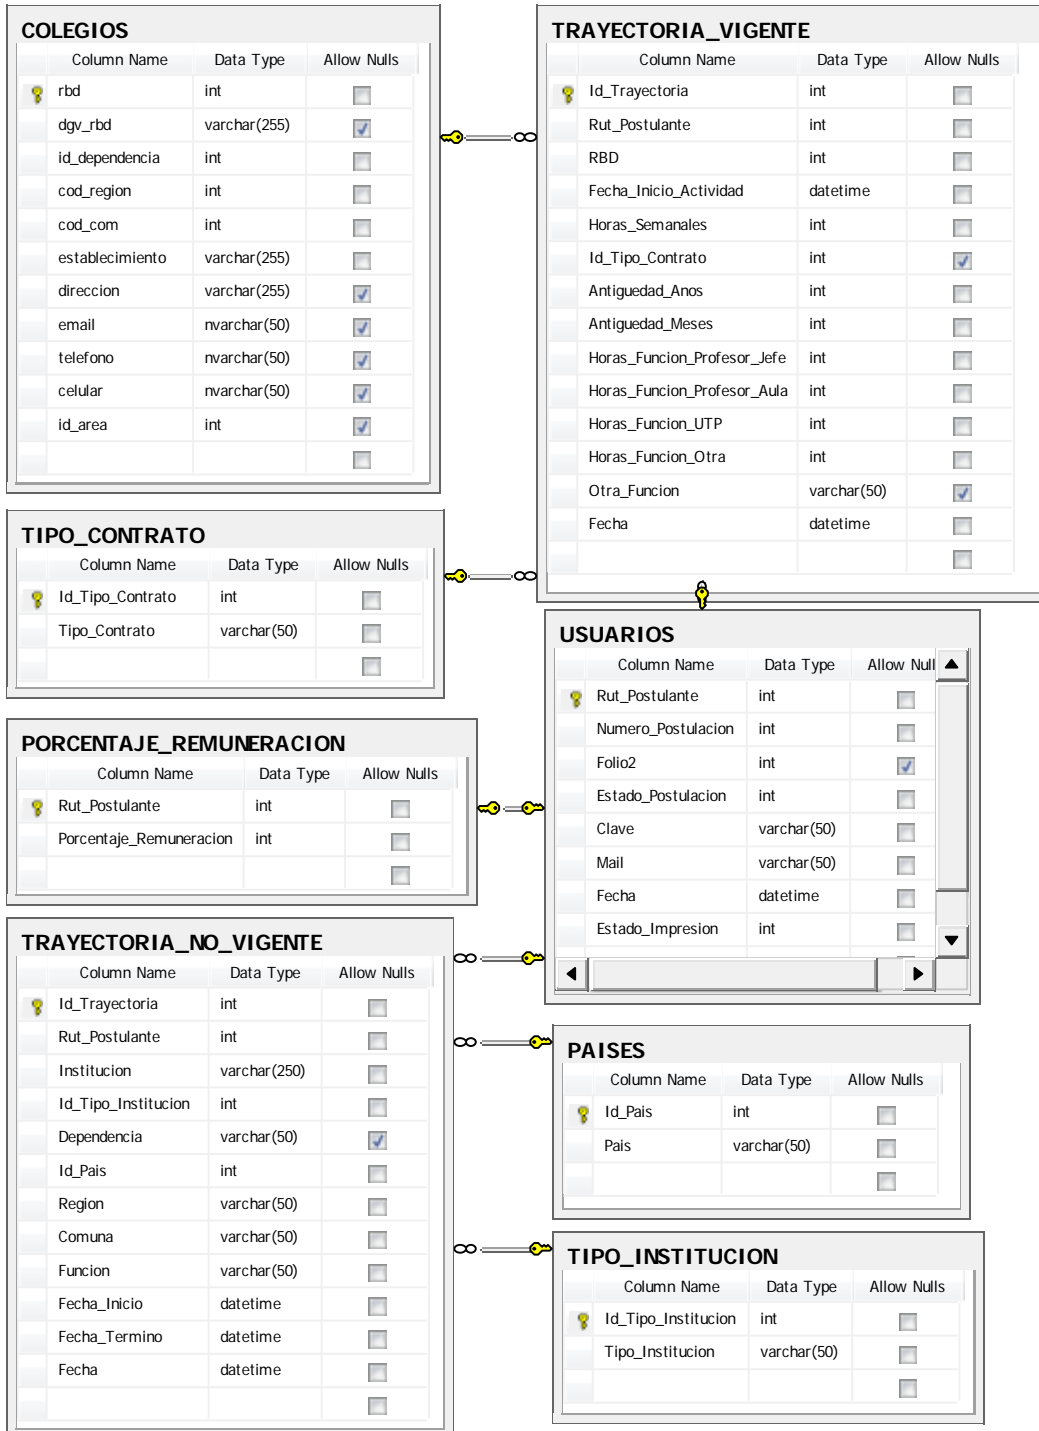 COLEGIOS
Column Name Data Type Allow Nulls
rbd int
dgv_rbd varchar(255)
id_dependencia int
cod_region int
cod_com int
establecimiento varchar(255)
direccion varchar(255)
email nvarchar(50)
telefono nvarchar(50)
celular nvarchar(50)
id_area int
TRAYECTORIA_VIGENTE
Column Name Data Type Allow Nulls
Id_Trayectoria int
Rut_Postulante int
RBD int
Fecha_Inicio_Actividad datetime
Horas_Semanales int
Id_Tipo_Contrato int
Antiguedad_Anos int
Antiguedad_Meses int
Horas_Funcion_Profesor_Jefe int
Horas_Funcion_Profesor_Aula int
Horas_Funcion_UTP int
Horas_Funcion_Otra int
Otra_Funcion varchar(50)
Fecha datetime
TIPO_CONTRATO
Column Name Data Type Allow Nulls
Id_Tipo_Contrato int
Tipo_Contrato varchar(50)
USUARIOS
Column Name Data Type Allow Null
Rut_Postulante int
Numero_Postulacion int
Folio2 int
Estado_Postulacion int
Clave varchar(50)
Mail varchar(50)
Fecha datetime
Estado_Impresion int
PORCENTAJE_REMUNERACION
Column Name Data Type Allow Nulls
Rut_Postulante int
Porcentaje_Remuneracion int
TRAYECTORIA_NO_VIGENTE
Column Name Data Type Allow Nulls
Id_Trayectoria int
Rut_Postulante int
Institucion varchar(250)
Id_Tipo_Institucion int
Dependencia varchar(50)
Id_Pais int
Region varchar(50)
Comuna varchar(50)
Funcion varchar(50)
Fecha_Inicio datetime
Fecha_Termino datetime
Fecha datetime
PAISES
Column Name Data Type Allow Nulls
Id_Pais int
Pais varchar(50)
TIPO_INSTITUCION
Column Name Data Type Allow Nulls
Id_Tipo_Institucion int
Tipo_Institucion varchar(50)